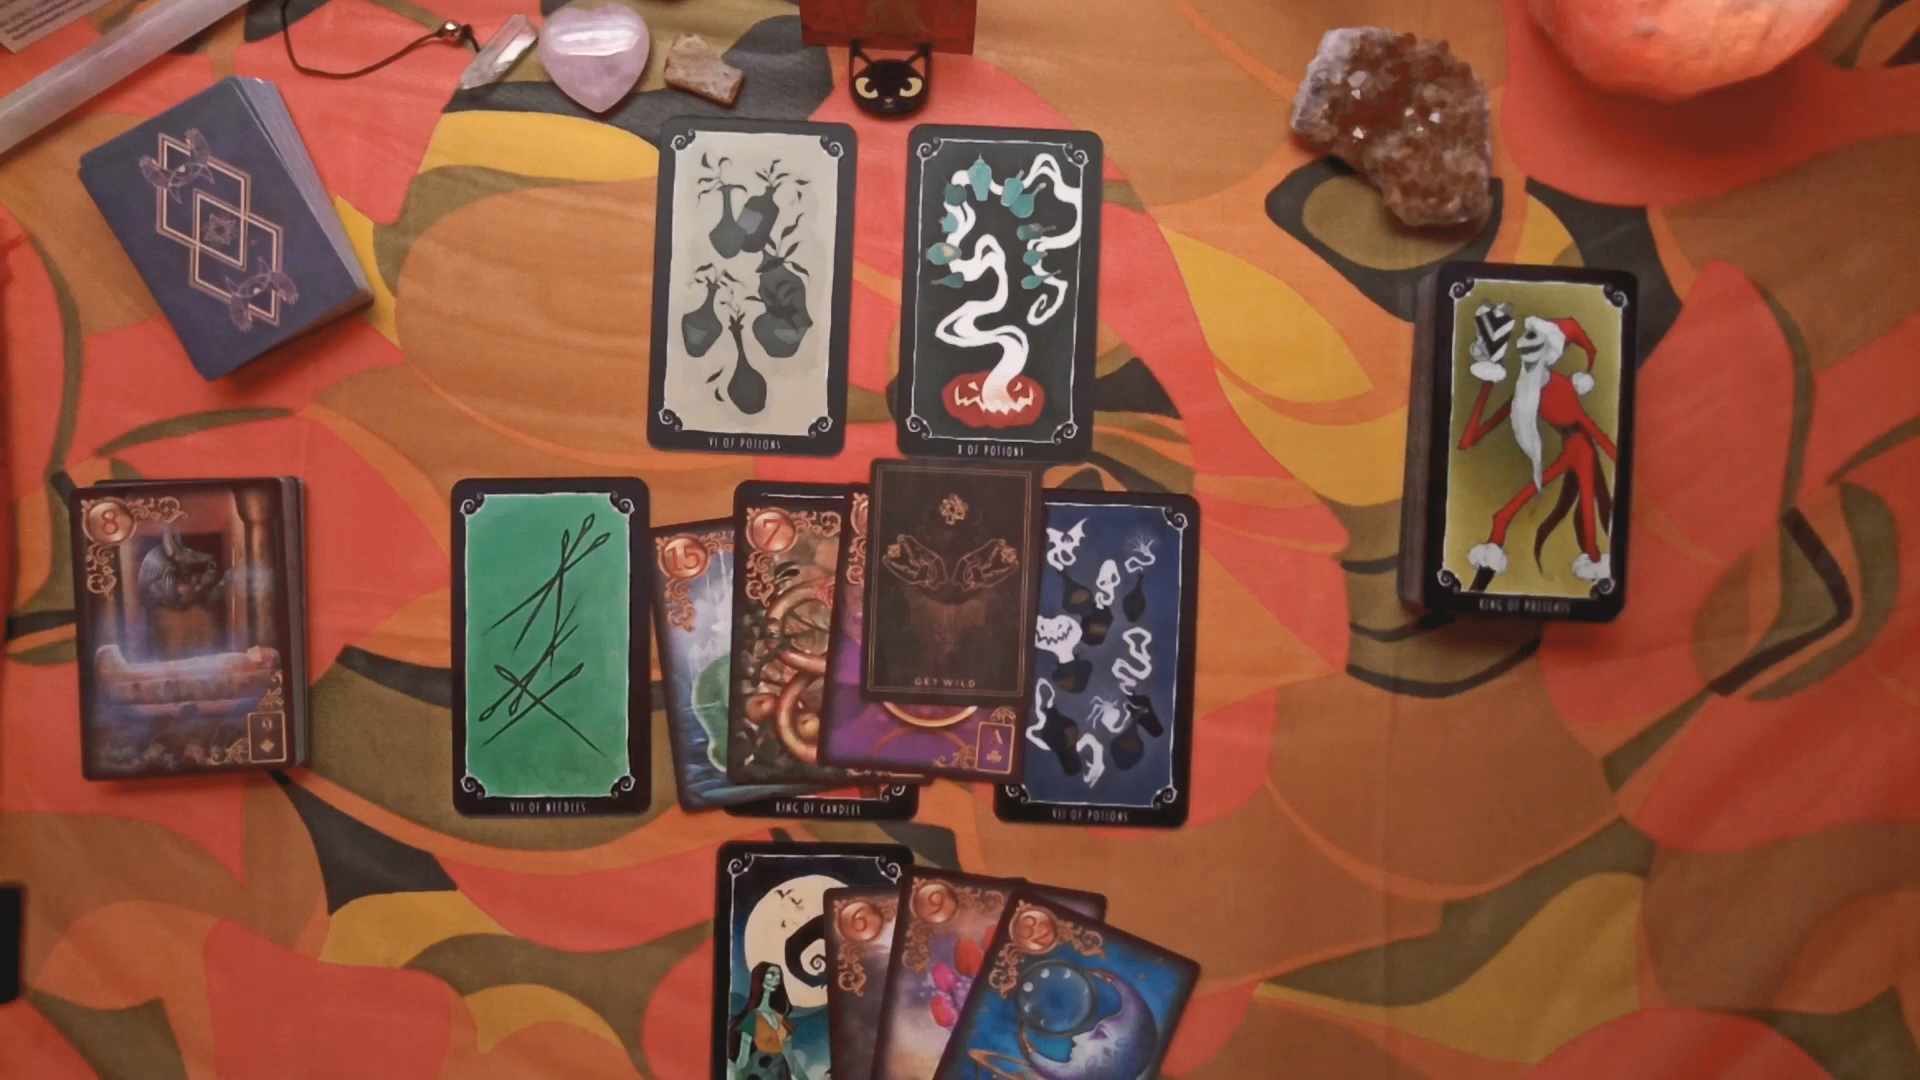 VI OF POTIONS
X OF POTIONS
KING OF PRESENTS
8
9
VII OF NEEDLES
15
7
GET WILD
A
KING OF CANDLES
VII OF POTIONS
6
9
32